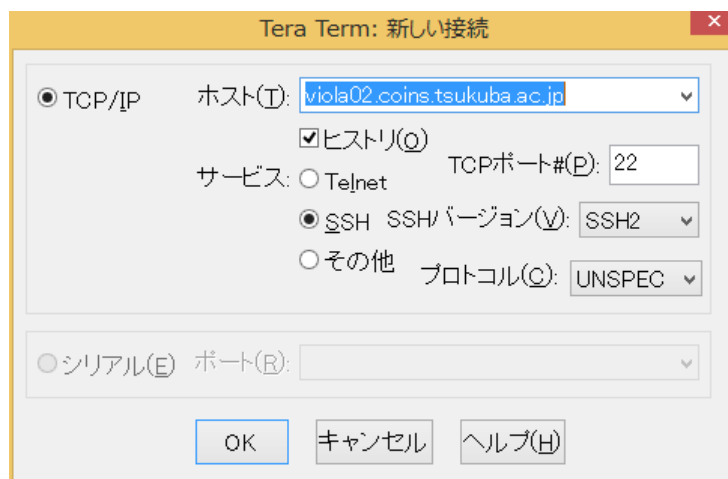 Tera Term: 新しい接続
×
TCP/IP
ホスト(T): viola02.coins.tsukuba.ac.jp
ヒストリ(O)
サービス: Telnet
TCPポート#(P): 22
SSH SSHバージョン(V): SSH2
その他 プロトコル(C): UNSPEC
シリアル(E) ポート(R):
OK キャンセル ヘルプ(H)